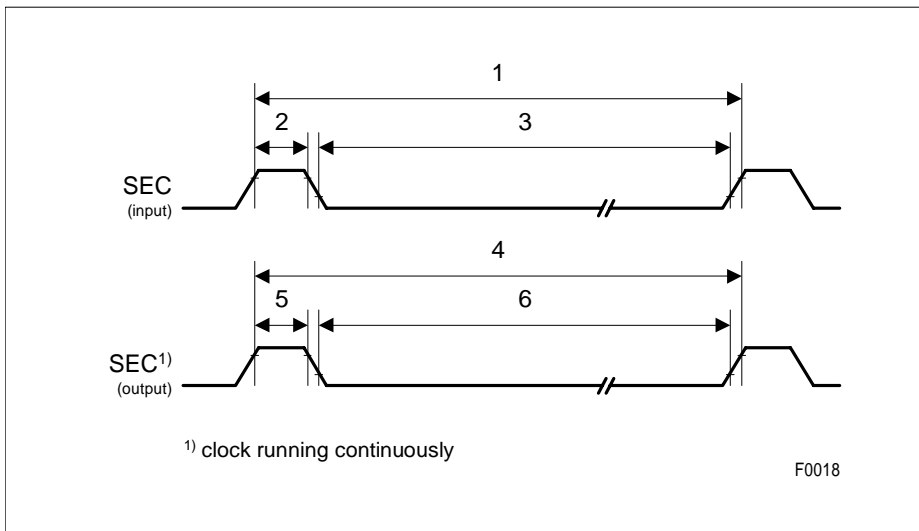 1
2 3
SEC
(input)
4
5 6
SEC1)
(output)
1) clock running continuously
F0018